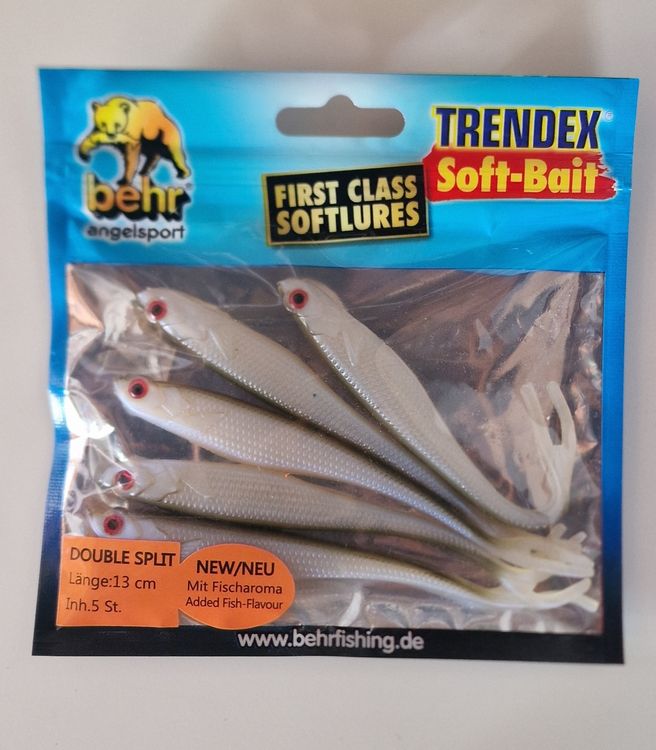 behr®
angelsport
FIRST CLASS
SOFTLURES
TRENDEX®
Soft-Bait
DOUBLE SPLIT
Länge:13 cm
Inh.5 St.
NEW/NEU
Mit Fischaroma
Added Fish-Flavour
www.behrfishing.de